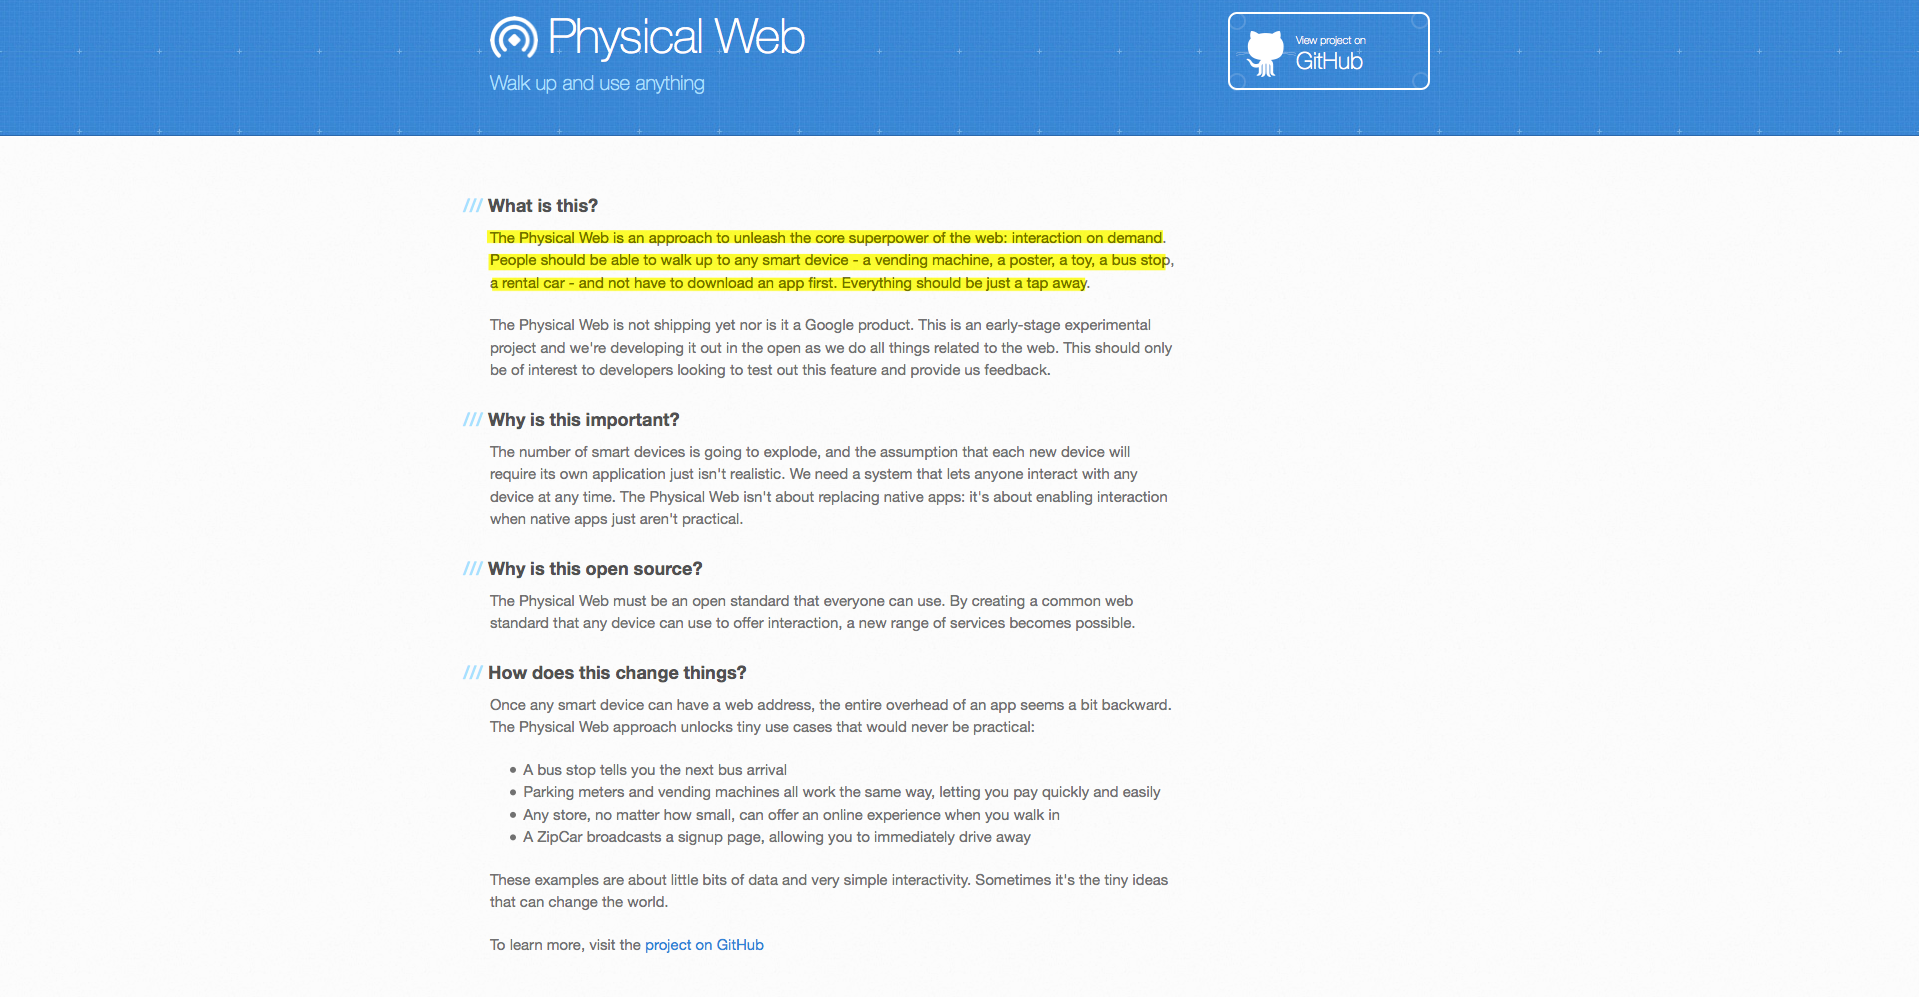 Physical Web
Walk up and use anything
View project on
GitHub
/// What is this?
The Physical Web is an approach to unleash the core superpower of the web: interaction on demand.
People should be able to walk up to any smart device - a vending machine, a poster, a toy, a bus stop,
a rental car - and not have to download an app first. Everything should be just a tap away.
The Physical Web is not shipping yet nor is it a Google product. This is an early-stage experimental
project and we're developing it out in the open as we do all things related to the web. This should only
be of interest to developers looking to test out this feature and provide us feedback.
/// Why is this important?
The number of smart devices is going to explode, and the assumption that each new device will
require its own application just isn't realistic. We need a system that lets anyone interact with any
device at any time. The Physical Web isn't about replacing native apps: it's about enabling interaction
when native apps just aren't practical.
/// Why is this open source?
The Physical Web must be an open standard that everyone can use. By creating a common web
standard that any device can use to offer interaction, a new range of services becomes possible.
/// How does this change things?
Once any smart device can have a web address, the entire overhead of an app seems a bit backward.
The Physical Web approach unlocks tiny use cases that would never be practical:
• A bus stop tells you the next bus arrival
• Parking meters and vending machines all work the same way, letting you pay quickly and easily
• Any store, no matter how small, can offer an online experience when you walk in
• A ZipCar broadcasts a signup page, allowing you to immediately drive away
These examples are about little bits of data and very simple interactivity. Sometimes it's the tiny ideas
that can change the world.
To learn more, visit the project on GitHub